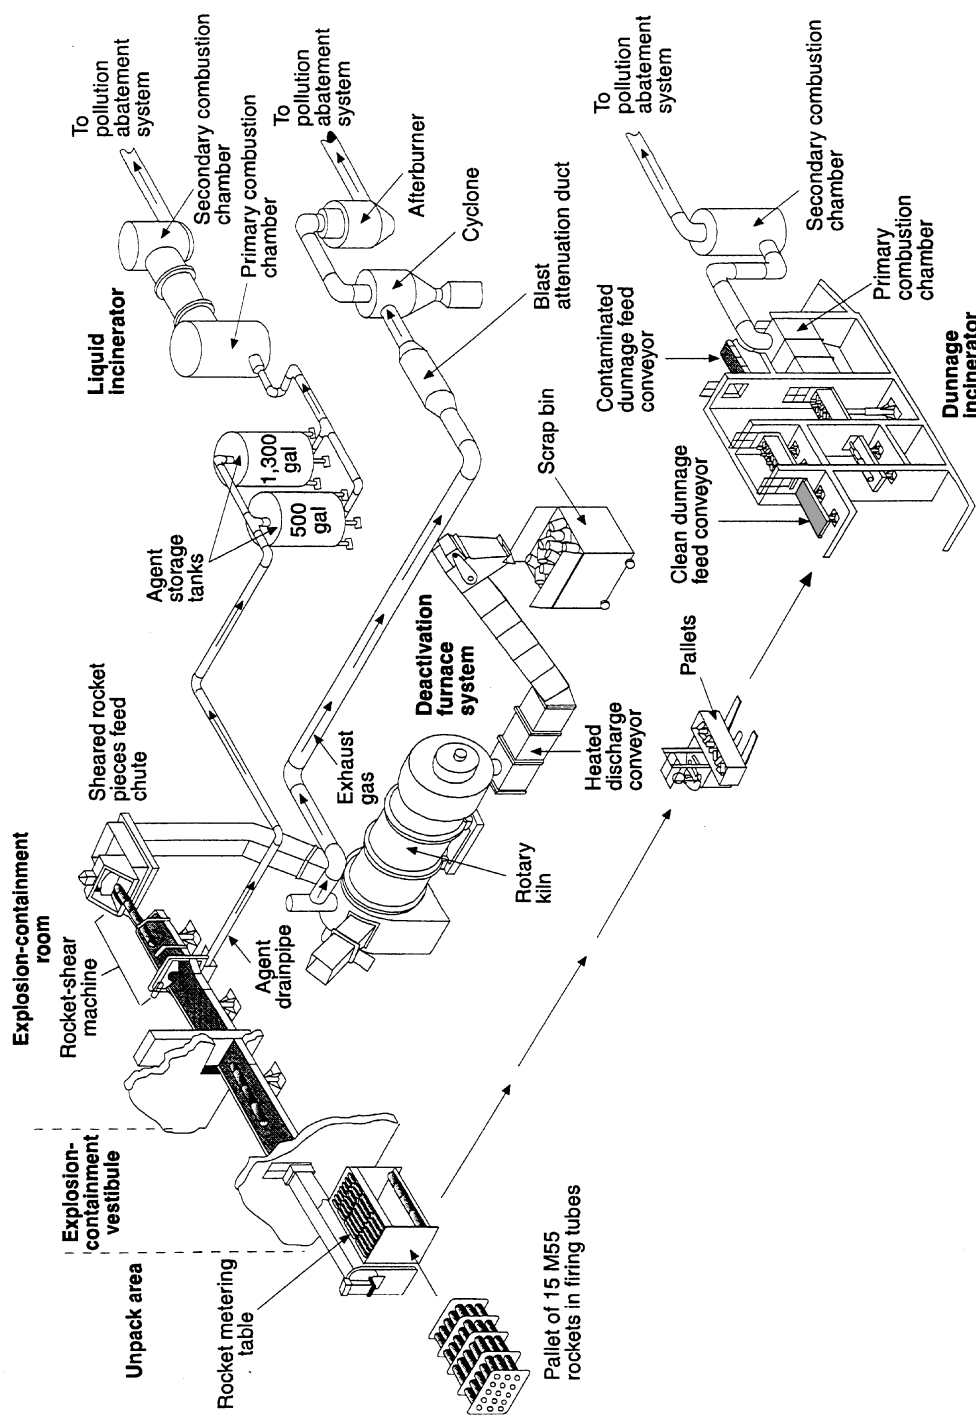 Unpack area
Explosion-
containment
vestibule
Explosion-containment
room
Rocket-shear
machine
Sheared rocket
pieces feed
chute
Rocket metering
table
Pallet of 15 M55
rockets in firing tubes
Agent
drainpipe
Agent
storage
tanks
500
gal
1,300
gal
Liquid
incinerator
Primary combustion
chamber
Secondary combustion
chamber
To
pollution
abatement
system
Exhaust
gas
Rotary
kiln
Deactivation
furnace
system
Heated
discharge
conveyor
Scrap bin
Blast
attenuation duct
Cyclone
Afterburner
To
pollution
abatement
system
Pallets
Clean dunnage
feed conveyor
Contaminated
dunnage feed
conveyor
Dunnage
incinerator
Primary
combustion
chamber
Secondary combustion
chamber
To
pollution
abatement
system